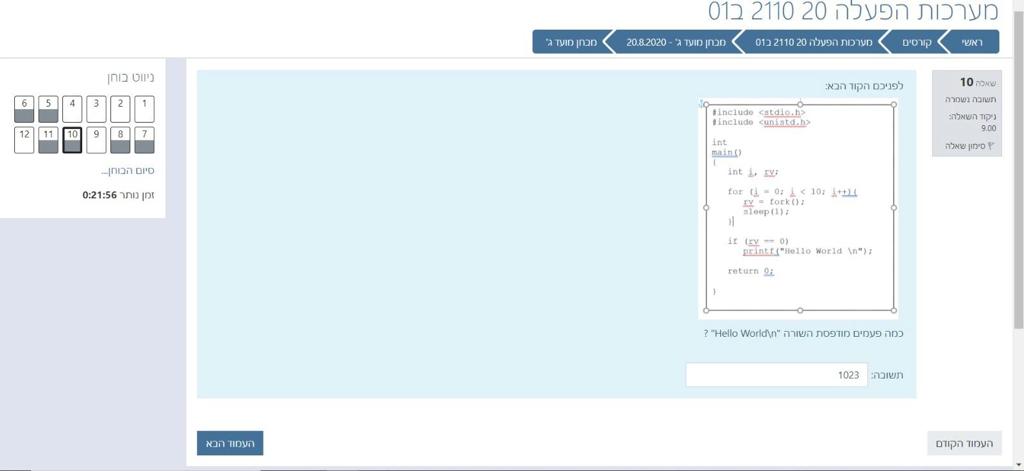 מערכות הפעלה 20 2110 ב01
ראשי
קורסים
מערכות הפעלה 20 2110 ב01
מבחן מועד ג' - 20.8.2020
מבחן מועד ג'
שאלה 10
תשובה נשמרה
ניקוד השאלה:
9.00
סימון שאלה
לפניכם הקוד הבא:
#include <stdio.h>
#include <unistd.h>
int
main()
{
int i, rv;
for (i = 0; i < 10; i++){
rv = fork();
sleep(1);
}
if (rv == 0)
printf("Hello World \n");
return 0;
}
כמה פעמים מודפסת השורה "Hello World\n" ?
תשובה: 1023
ניווט בוחן
1 2 3 4 5 6
7 8 9 10 11 12
סיום הבוחן...
זמן נותר 0:21:56
העמוד הקודם
העמוד הבא